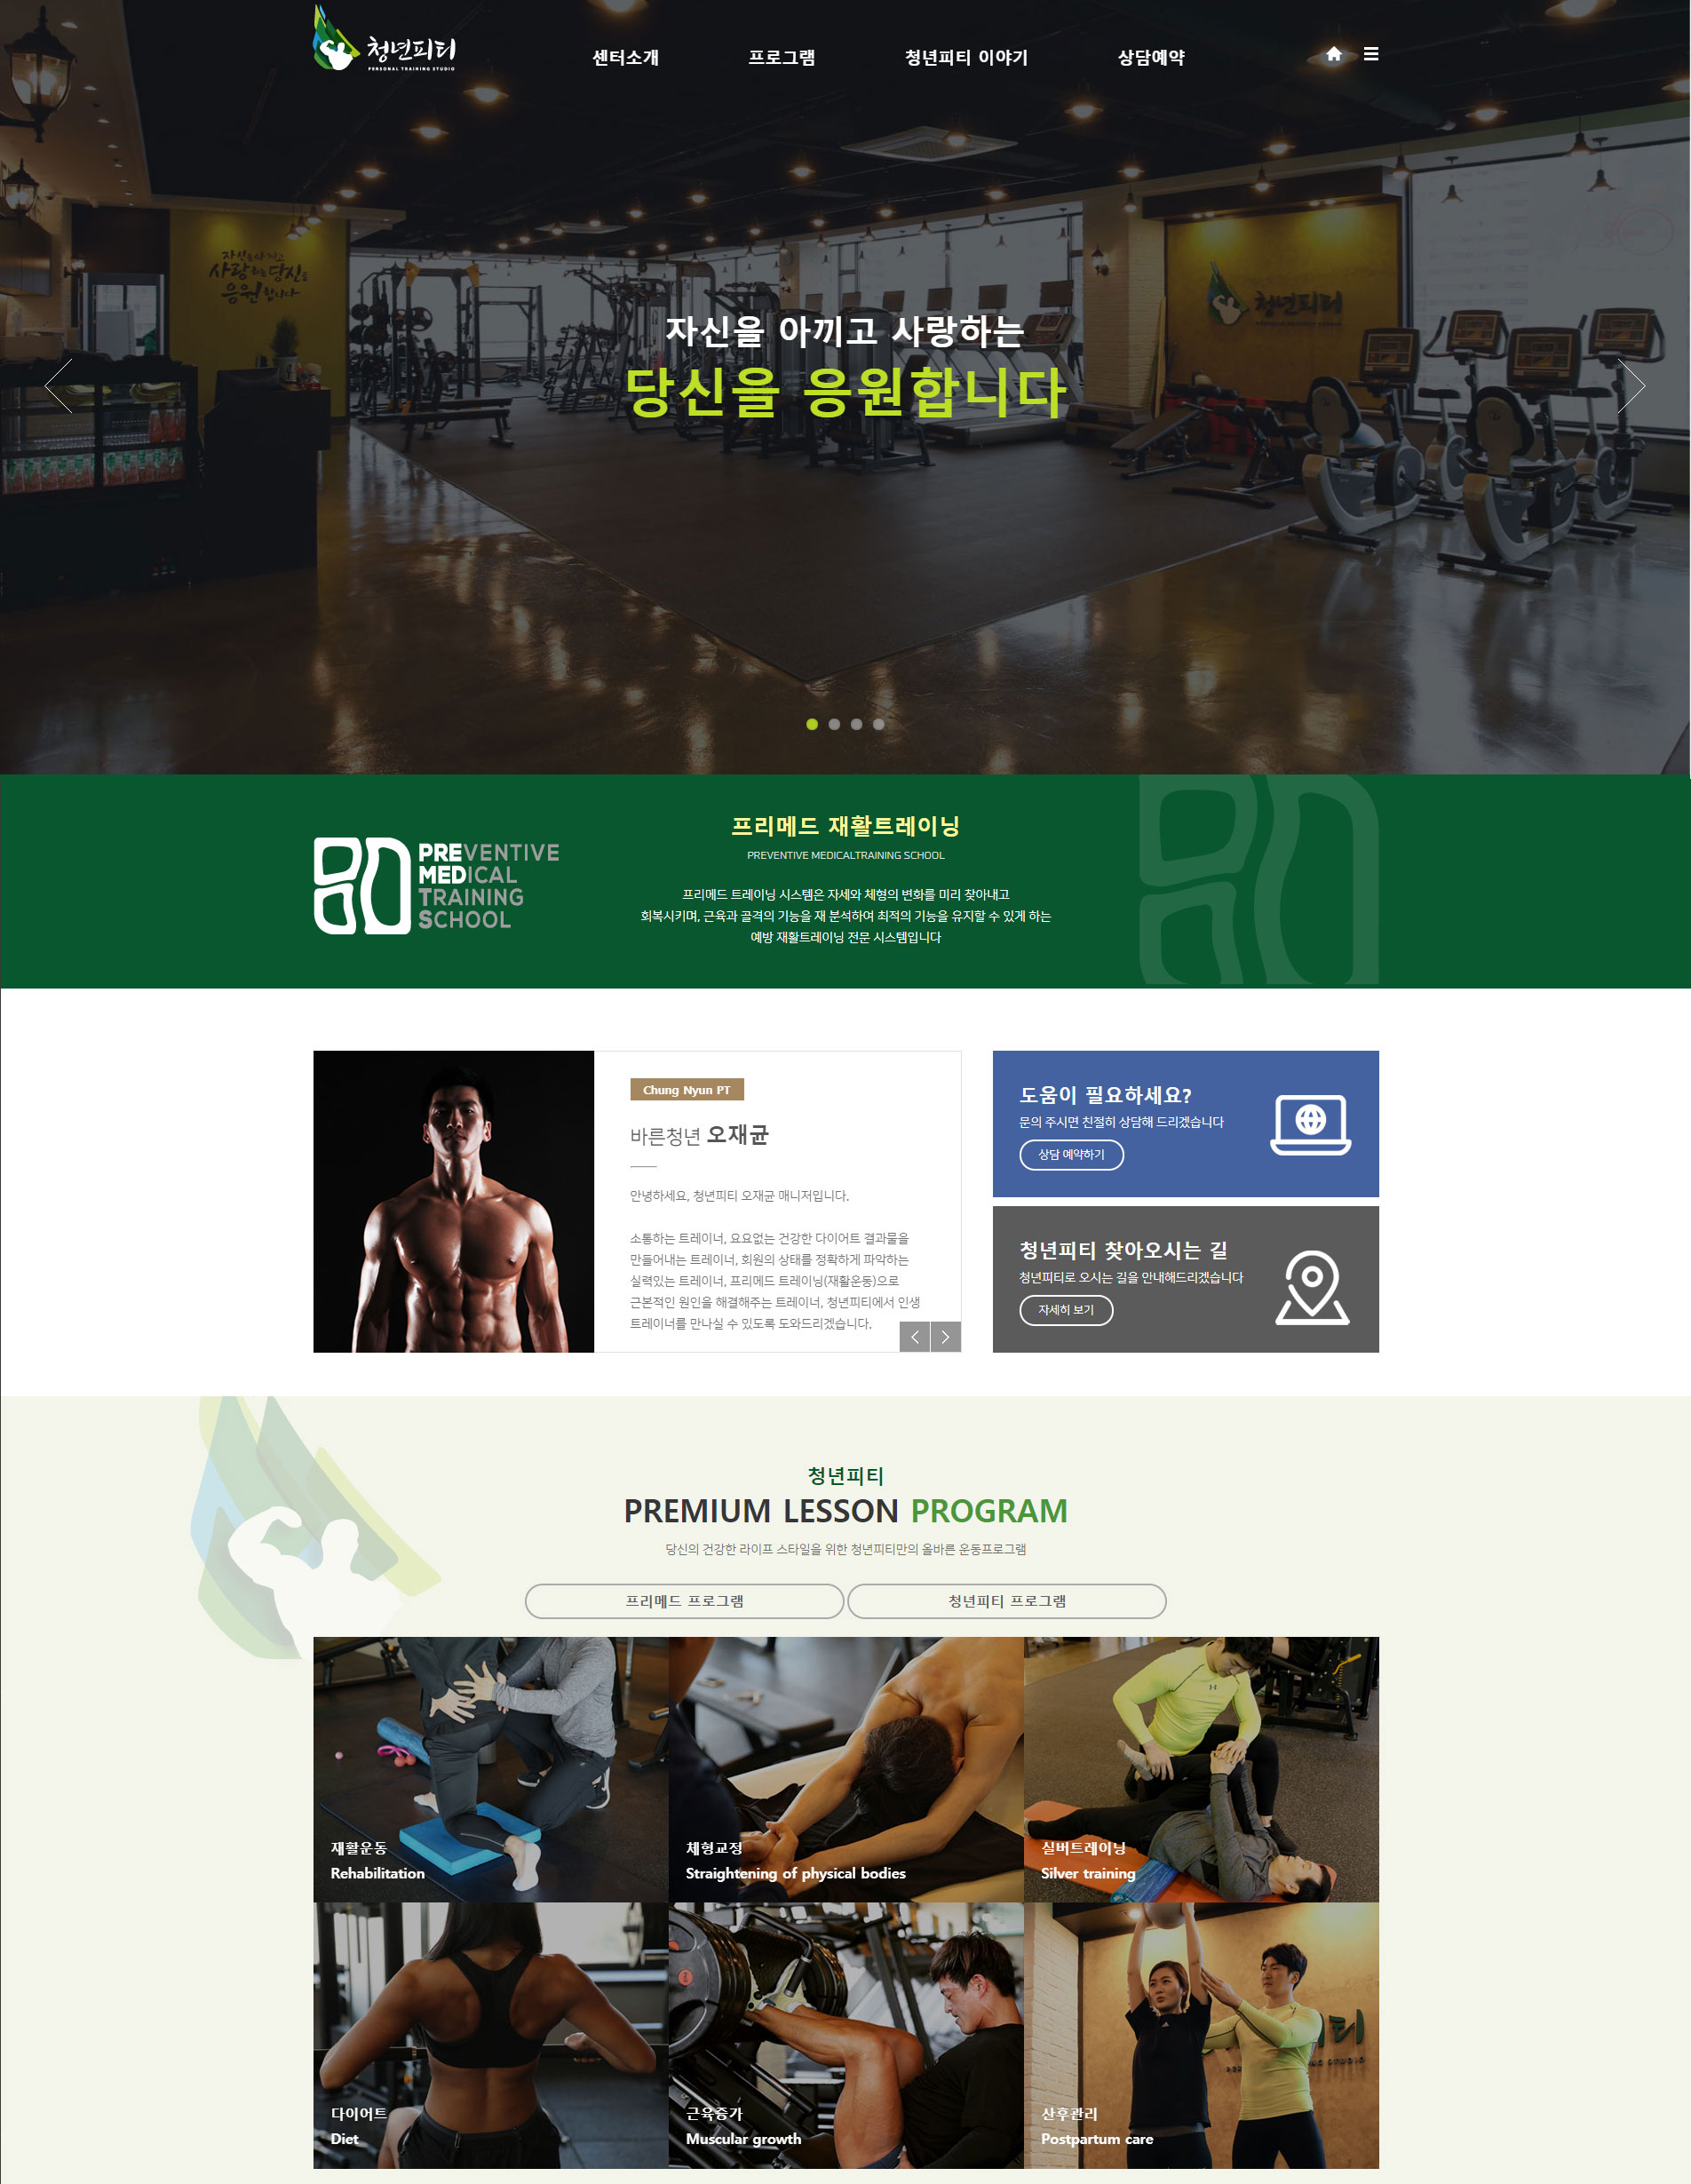 청년피티
PERSONAL TRAINING STUDIO
센터소개
프로그램
청년피티 이야기
상담예약
자신을 아끼고
사랑하는 당신을
응원합니다
청년피티
자신을 아끼고 사랑하는
당신을 응원합니다
PREVENTIVE
MEDICAL
TRAINING
SCHOOL
프리메드 재활트레이닝
PREVENTIVE MEDICALTRAINING SCHOOL
프리메드 트레이닝 시스템은 자세와 체형의 변화를 미리 찾아내고
회복시키며, 근육과 골격의 기능을 재 분석하여 최적의 기능을 유지할 수 있게 하는
예방 재활트레이닝 전문 시스템입니다
Chung Nyun PT
바른청년 오재균
안녕하세요, 청년피티 오재균 매니저입니다.
소통하는 트레이너, 요요없는 건강한 다이어트 결과물을
만들어내는 트레이너, 회원의 상태를 정확하게 파악하는
실력있는 트레이너, 프리메드 트레이닝(재활운동)으로
근본적인 원인을 해결해주는 트레이너, 청년피티에서 인생
트레이너를 만나실 수 있도록 도와드리겠습니다.
도움이 필요하세요?
문의 주시면 친절히 상담해 드리겠습니다
상담 예약하기
청년피티 찾아오시는 길
청년피티로 오시는 길을 안내해드리겠습니다
자세히 보기
청년피티
PREMIUM LESSON PROGRAM
당신의 건강한 라이프 스타일을 위한 청년피티만의 올바른 운동프로그램
프리메드 프로그램
청년피티 프로그램
재활운동
Rehabilitation
체형교정
Straightening of physical bodies
실버트레이닝
Silver training
다이어트
Diet
근육증가
Muscular growth
산후관리
Postpartum care